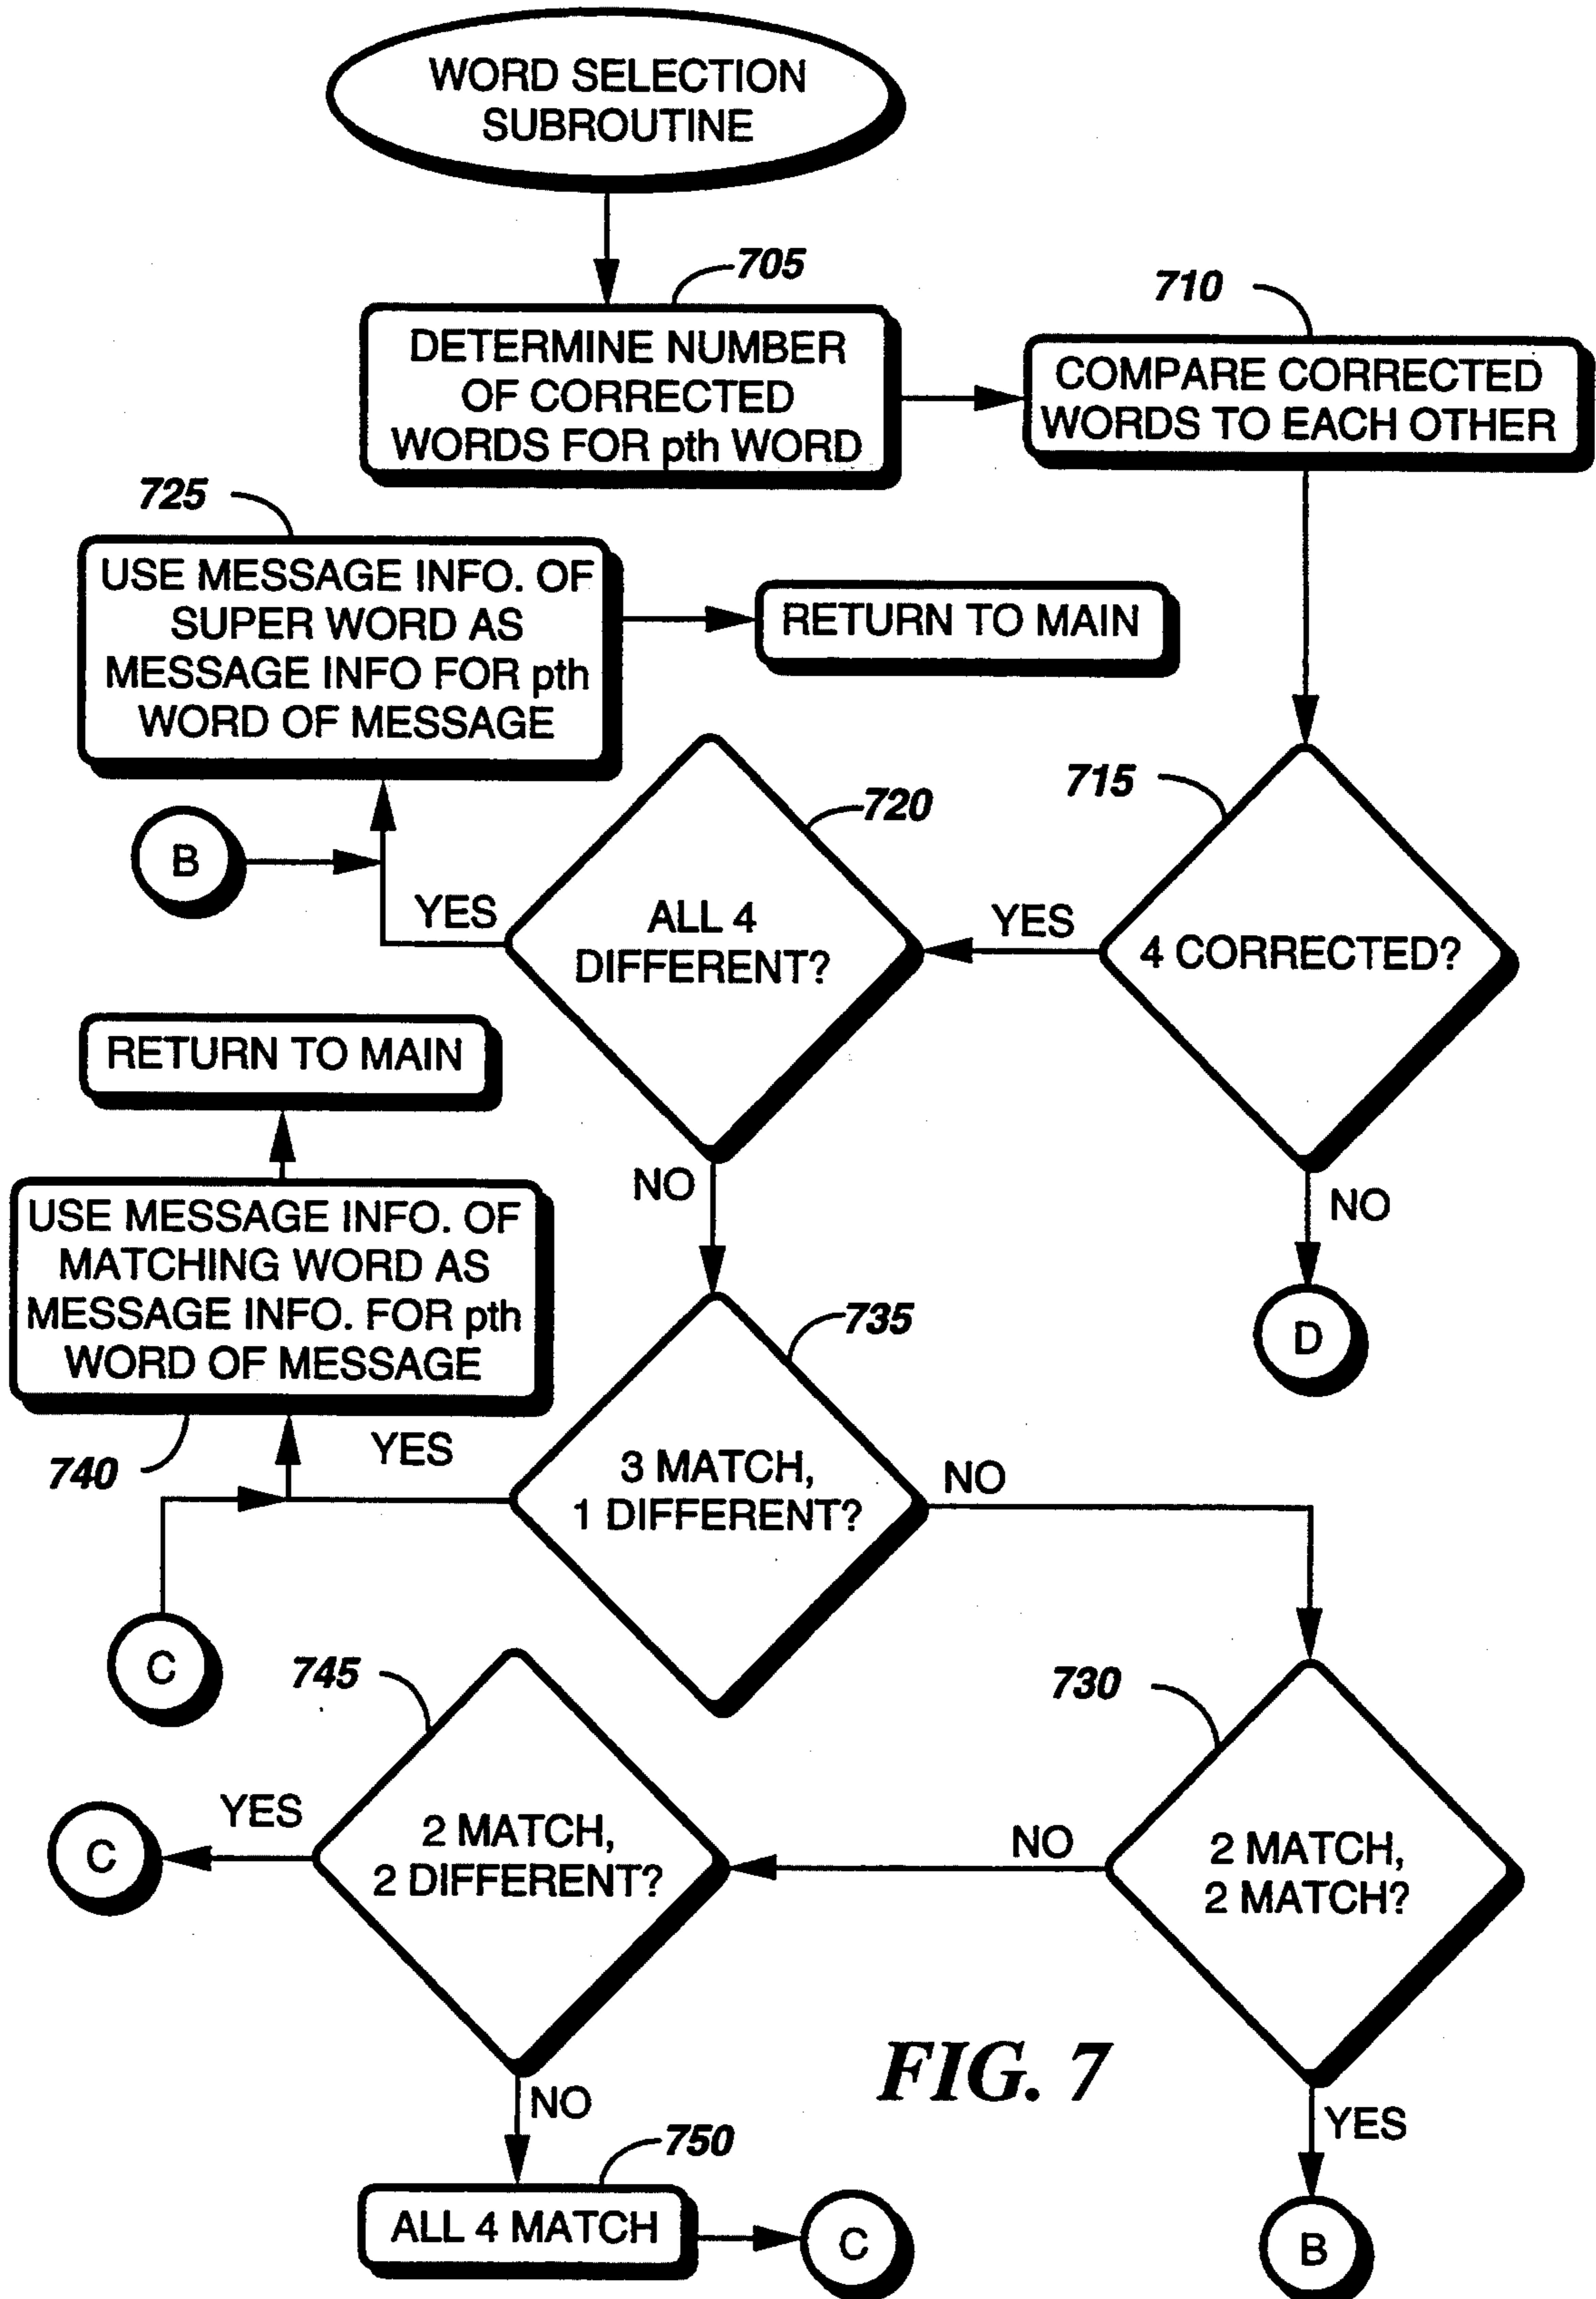 WORD SELECTION
SUBROUTINE
705
DETERMINE NUMBER
OF CORRECTED
WORDS FOR pth WORD
710
COMPARE CORRECTED
WORDS TO EACH OTHER
725
USE MESSAGE INFO. OF
SUPER WORD AS
MESSAGE INFO FOR pth
WORD OF MESSAGE
RETURN TO MAIN
715
4 CORRECTED?
YES
NO
D
720
ALL 4
DIFFERENT?
YES
B
NO
RETURN TO MAIN
USE MESSAGE INFO. OF
MATCHING WORD AS
MESSAGE INFO. FOR pth
WORD OF MESSAGE
740
YES
735
3 MATCH,
1 DIFFERENT?
NO
C
745
2 MATCH,
2 DIFFERENT?
YES
C
NO
730
2 MATCH,
2 MATCH?
NO
YES
B
750
ALL 4 MATCH
C
FIG. 7